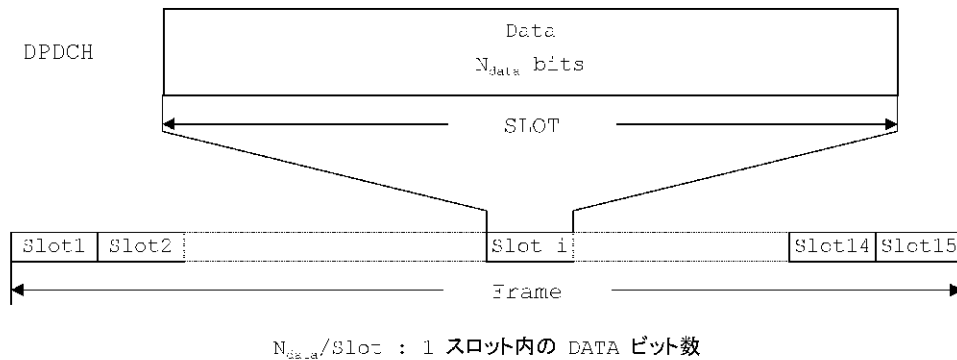 Data
DPDCH
N_data bits
SLOT
Slot1 Slot2 Slot i Slot14 Slot15
Frame
N_data/Slot : 1 スロット内の DATA ビット数